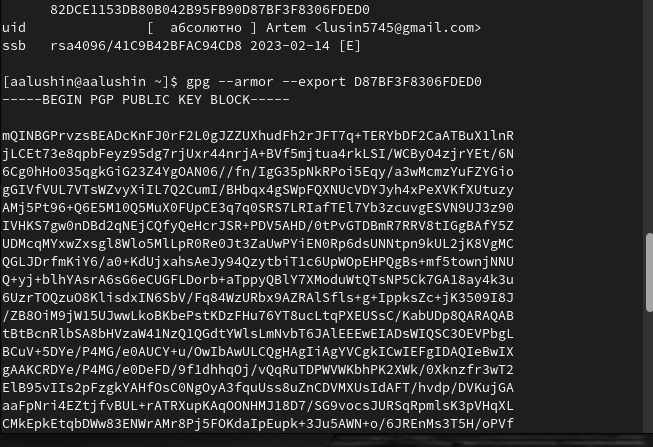 82DCE1153DB80B042B95FB90D87BF3F8306FDED0
uid [ абсолютно ] Artem <lusin5745@gmail.com>
ssb rsa4096/41C9B42BFAC94CD8 2023-02-14 [E]
[aalushin@aalushin ~]$ gpg --armor --export D87BF3F8306FDED0
-----BEGIN PGP PUBLIC KEY BLOCK-----
mQINBGPrvzsBEADcKnFJ0rF2L0gJZZUXhudFh2rJFT7q+TERYbDF2CaATBuX1lnR
jLCEt73e8qpbFeyz95dg7rjUxr44nrjA+BVf5mjtua4rkLSI/WCByO4zjrYEt/6N
6Cg0hHo035qgkGiG23Z4YgOAN06//fn/IgG35pNkRPoi5Eqy/a3wMcmzYuFZYGio
gGIVfVUL7VTsWZvyXiIL7Q2CumI/BHbqx4gSWpFQXNUcVDYJyh4xPeXVKfXUtuzy
AMj5Pt96+Q6E5M10Q5MuX0FUpCE3q7q0SRS7LRIafTEl7Yb3zcuvgESVN9UJ3z90
IVHKS7gw0nDBd2qNEjCQfyQeHcrJSR+PDV5AHD/0tPvGTDBmR7RRV8tIGgBAfY5Z
UDMcqMYxwZxsgl8Wlo5MlLpR0Re0Jt3ZaUwPYiEN0Rp6dsUNNtpn9kUL2jK8VgMC
QGLJDrfmKiY6/a0+KdUjxahsAeJy94QzytbiT1c6UpWOpEHPQgBs+mf5townjNNU
Q+yj+blhYAsrA6sG6eCUGFLDorb+aTppyQBlY7XModuWtQTsNP5Ck7GA18ay4k3u
6UzrTOQzuO8KlisdxIN6SbV/Fq84WzURbx9AZRAlSfls+g+IppksZc+jK3509I8J
/ZB8OiM9jW15UJwwLkoBKbePstKDzFHu76YT8ucLtqPXEUSsC/KabUDp8QARAQAB
tBtBcnRlbSA8bHVzaW41NzQ1QGdtYWlsLmNvbT6JAlEEEwEIADsWIQSC3OEVPbgL
BCuV+5DYe/P4MG/e0AUCY+u/OwIbAwULCQgHAgIiAgYVCgkICwIEFgIDAQIeBwIX
gAAKCRDYe/P4MG/e0DeFD/9f1dhhqOj/vQqRuTDPWVWKbhPK2XWk/0Xknzfr3wT2
ElB95vIIs2pFzgkYAHfOsC0NgOyA3fquUss8uZnCDVMXUsIdAFT/hvdp/DVKujGA
aaFpNri4EZtjfvBUL+rATRXupKAqOONHMJ18D7/SG9vocsJURSqRpmlsK3pVHqXL
CMkEpkEtqbDWw83ENWrAMr8Pj5FOKdaIpEupk+3Ju5AWN+o/6JREnMs3T5H/oPVf